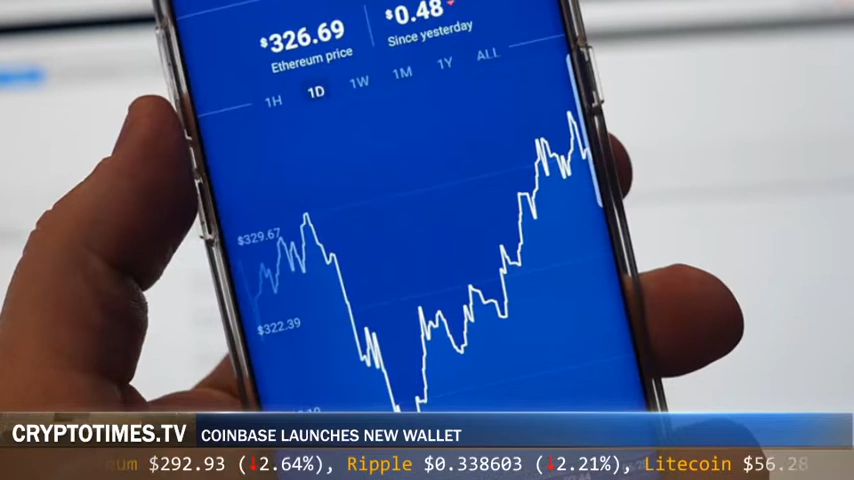 $326.69
Ethereum price
$0.48
Since yesterday
1H 1D 1W 1M 1Y ALL
$329.67
$322.39
CRYPTOTIMES.TV
COINBASE LAUNCHES NEW WALLET
$292.93 (↓2.64%), Ripple $0.338603 (↓2.21%), Litecoin $56.28